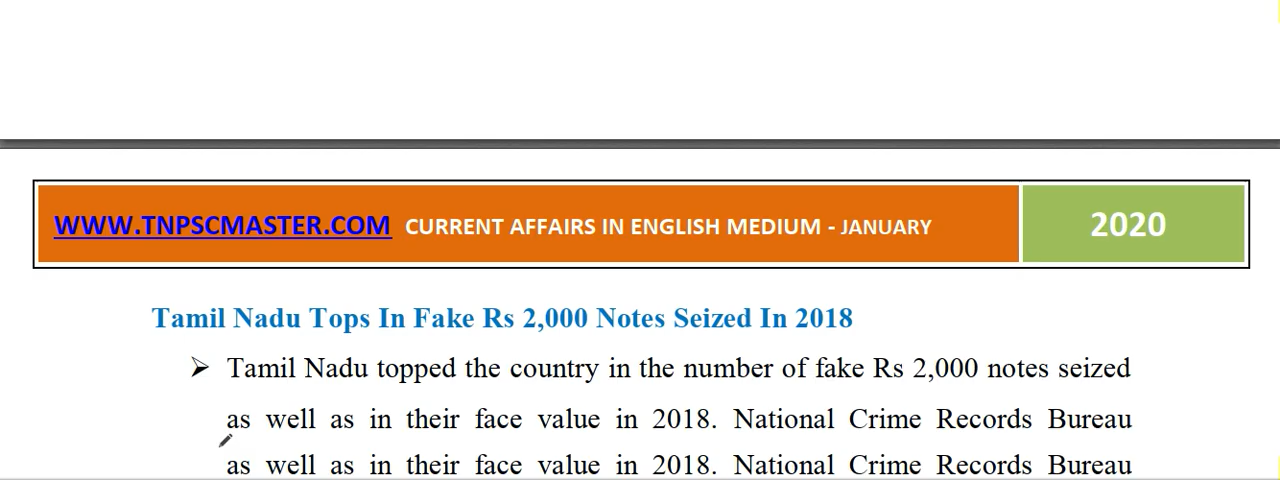 WWW.TNPSCMASTER.COM CURRENT AFFAIRS IN ENGLISH MEDIUM - JANUARY 2020
Tamil Nadu Tops In Fake Rs 2,000 Notes Seized In 2018
➢ Tamil Nadu topped the country in the number of fake Rs 2,000 notes seized
as well as in their face value in 2018. National Crime Records Bureau
as well as in their face value in 2018. National Crime Records Bureau